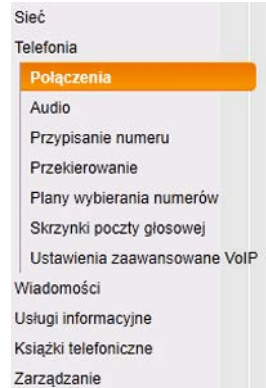 Sieć
Telefonia
Połączenia
Audio
Przypisanie numeru
Przekierowanie
Plany wybierania numerów
Skrzynki poczty głosowej
Ustawienia zaawansowane VoIP
Wiadomości
Usługi informacyjne
Książki telefoniczne
Zarządzanie